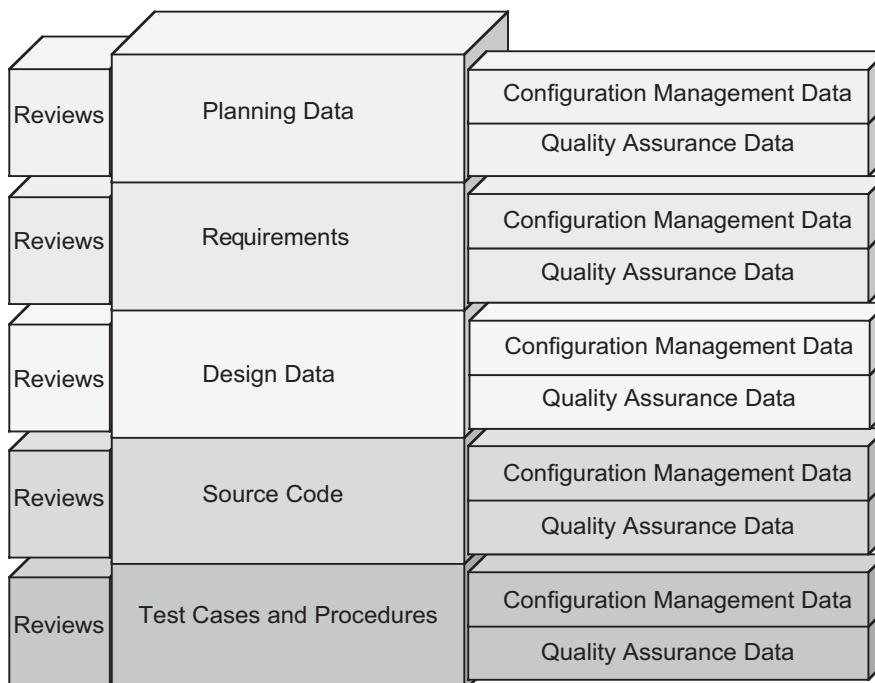 Reviews
Planning Data
Configuration Management Data
Quality Assurance Data
Reviews
Requirements
Configuration Management Data
Quality Assurance Data
Reviews
Design Data
Configuration Management Data
Quality Assurance Data
Reviews
Source Code
Configuration Management Data
Quality Assurance Data
Reviews
Test Cases and Procedures
Configuration Management Data
Quality Assurance Data